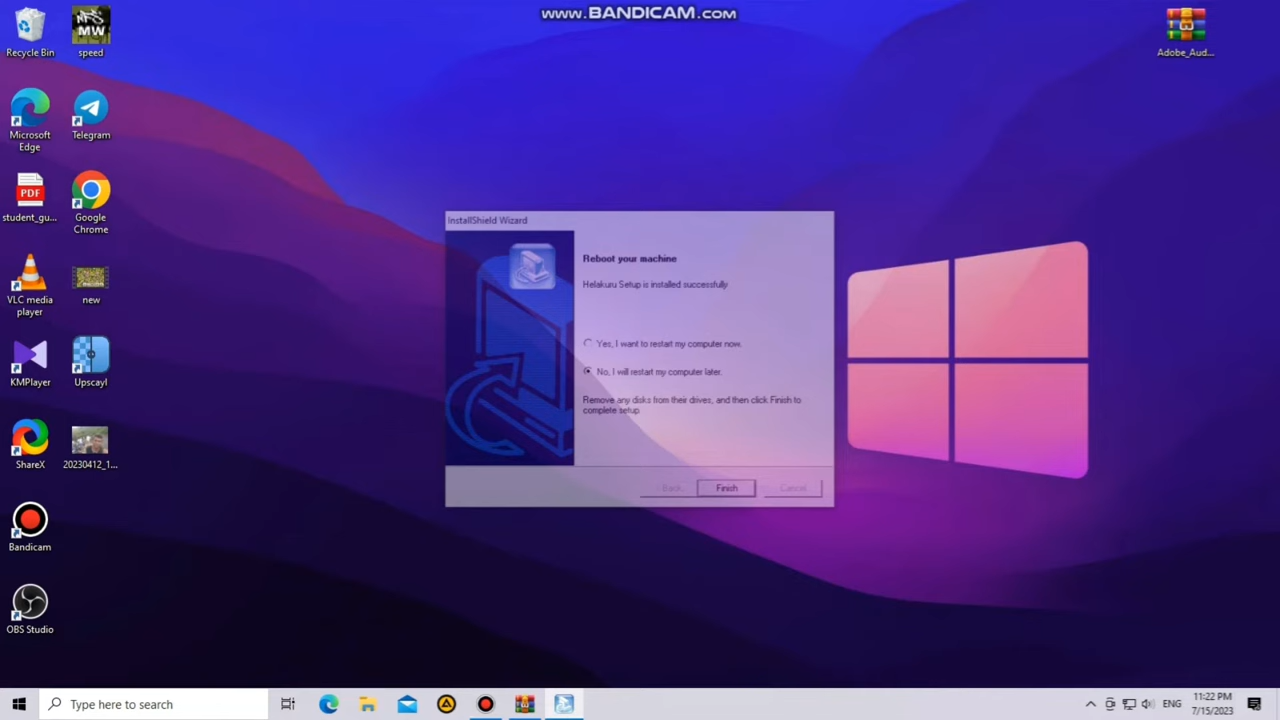 www.BANDICAM.com
Recycle Bin
speed
Adobe_Aud...
Microsoft
Edge
Telegram
PDF
student_gu...
Google
Chrome
VLC media
player
new
KMPlayer
Upscayl
ShareX
20230412_1...
Bandicam
OBS Studio
InstallShield Wizard
Reboot your machine
Helakuru Setup is installed successfully
Yes, I want to restart my computer now.
No, I will restart my computer later.
Remove any disks from their drives, and then click Finish to
complete setup.
Back
Finish
Cancel
Type here to search
ENG
11:22 PM
7/15/2023
NFS
MW